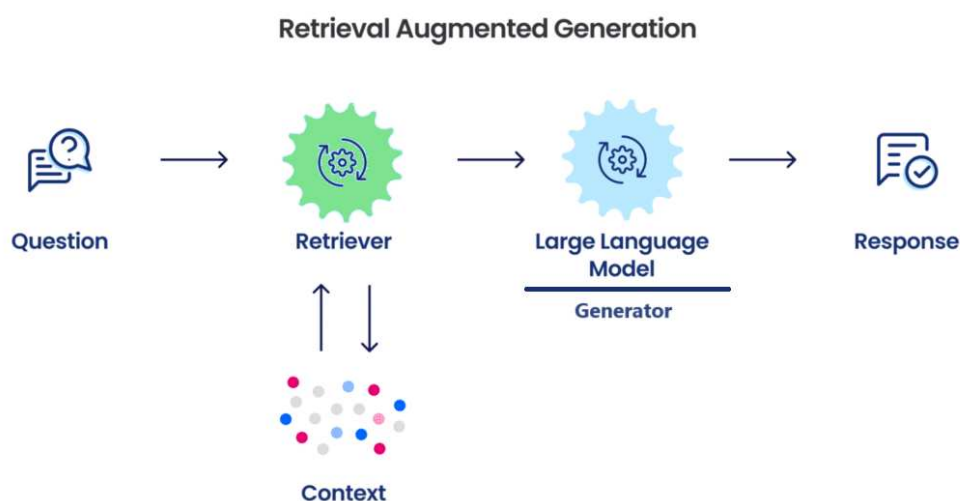 Retrieval Augmented Generation
Question
Retriever
Large Language
Model
Generator
Response
Context